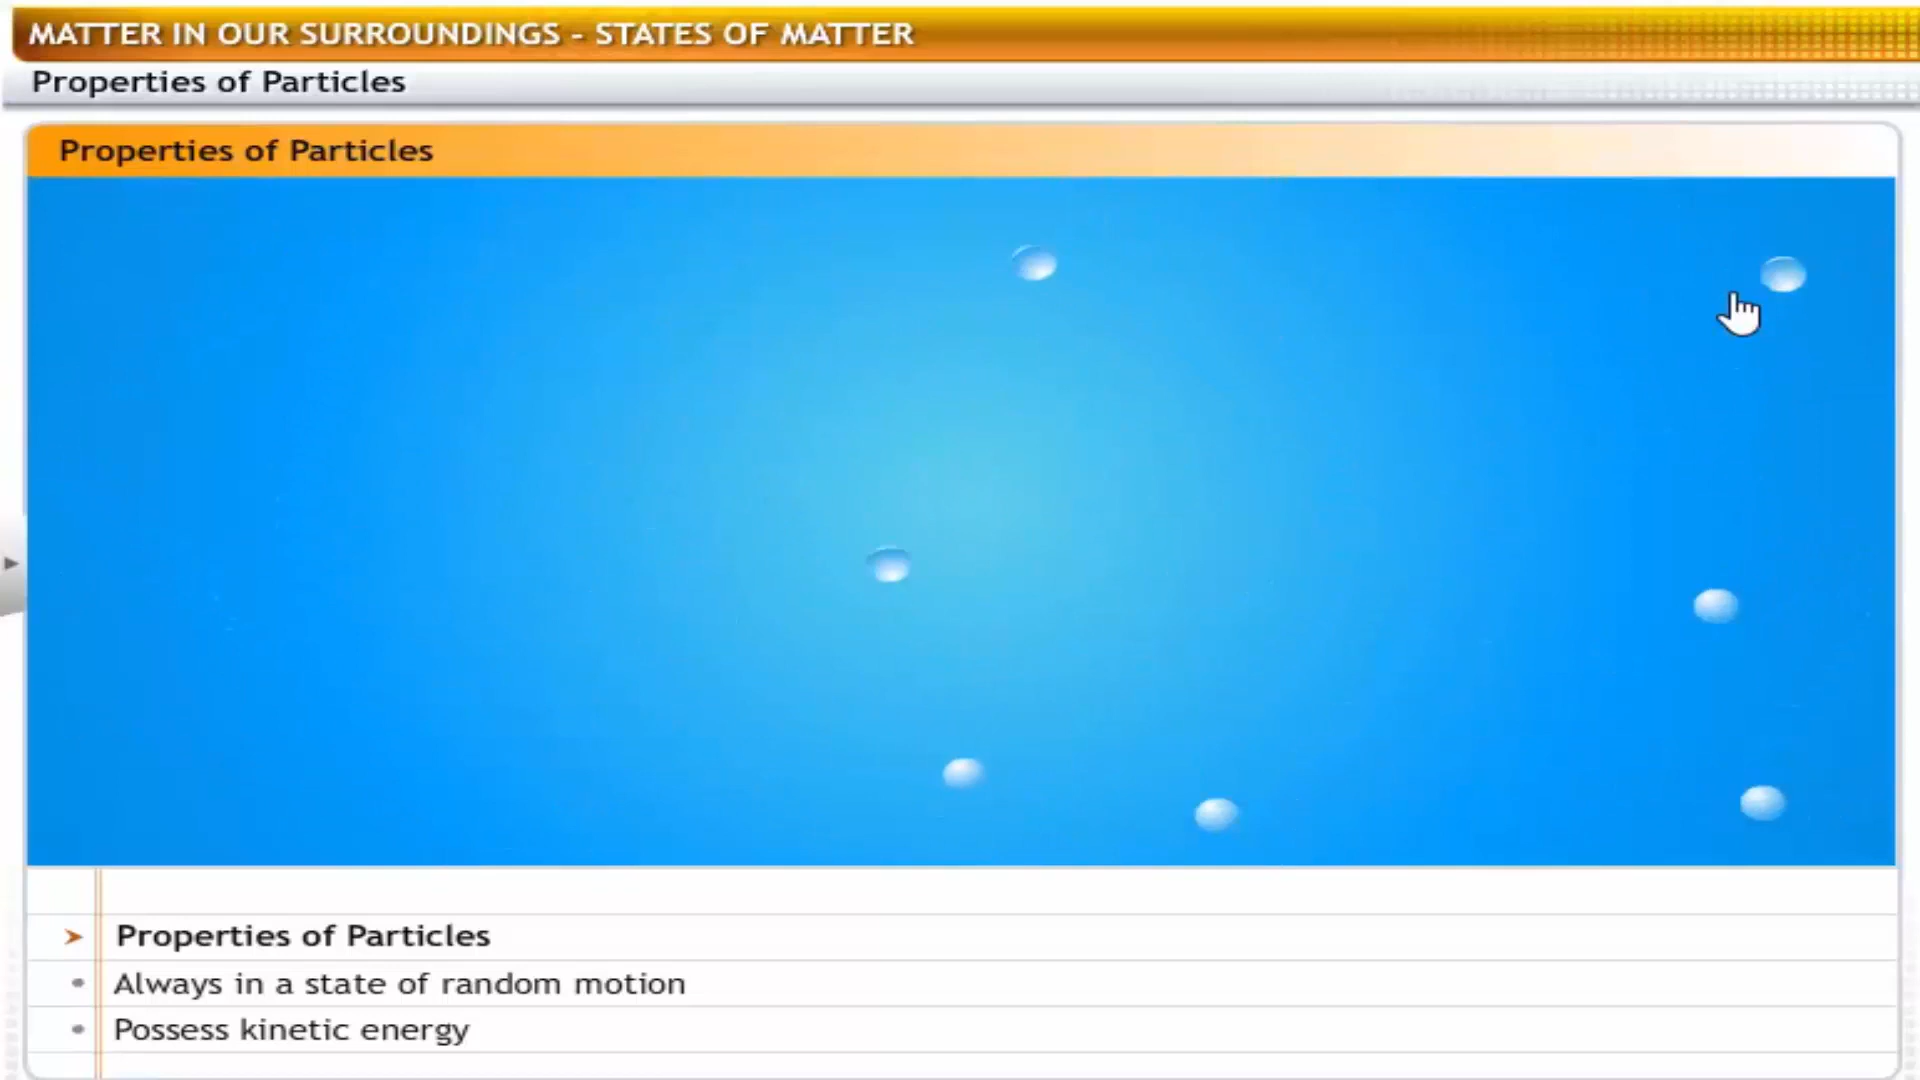 MATTER IN OUR SURROUNDINGS - STATES OF MATTER
Properties of Particles
Properties of Particles
Properties of Particles
Always in a state of random motion
Possess kinetic energy